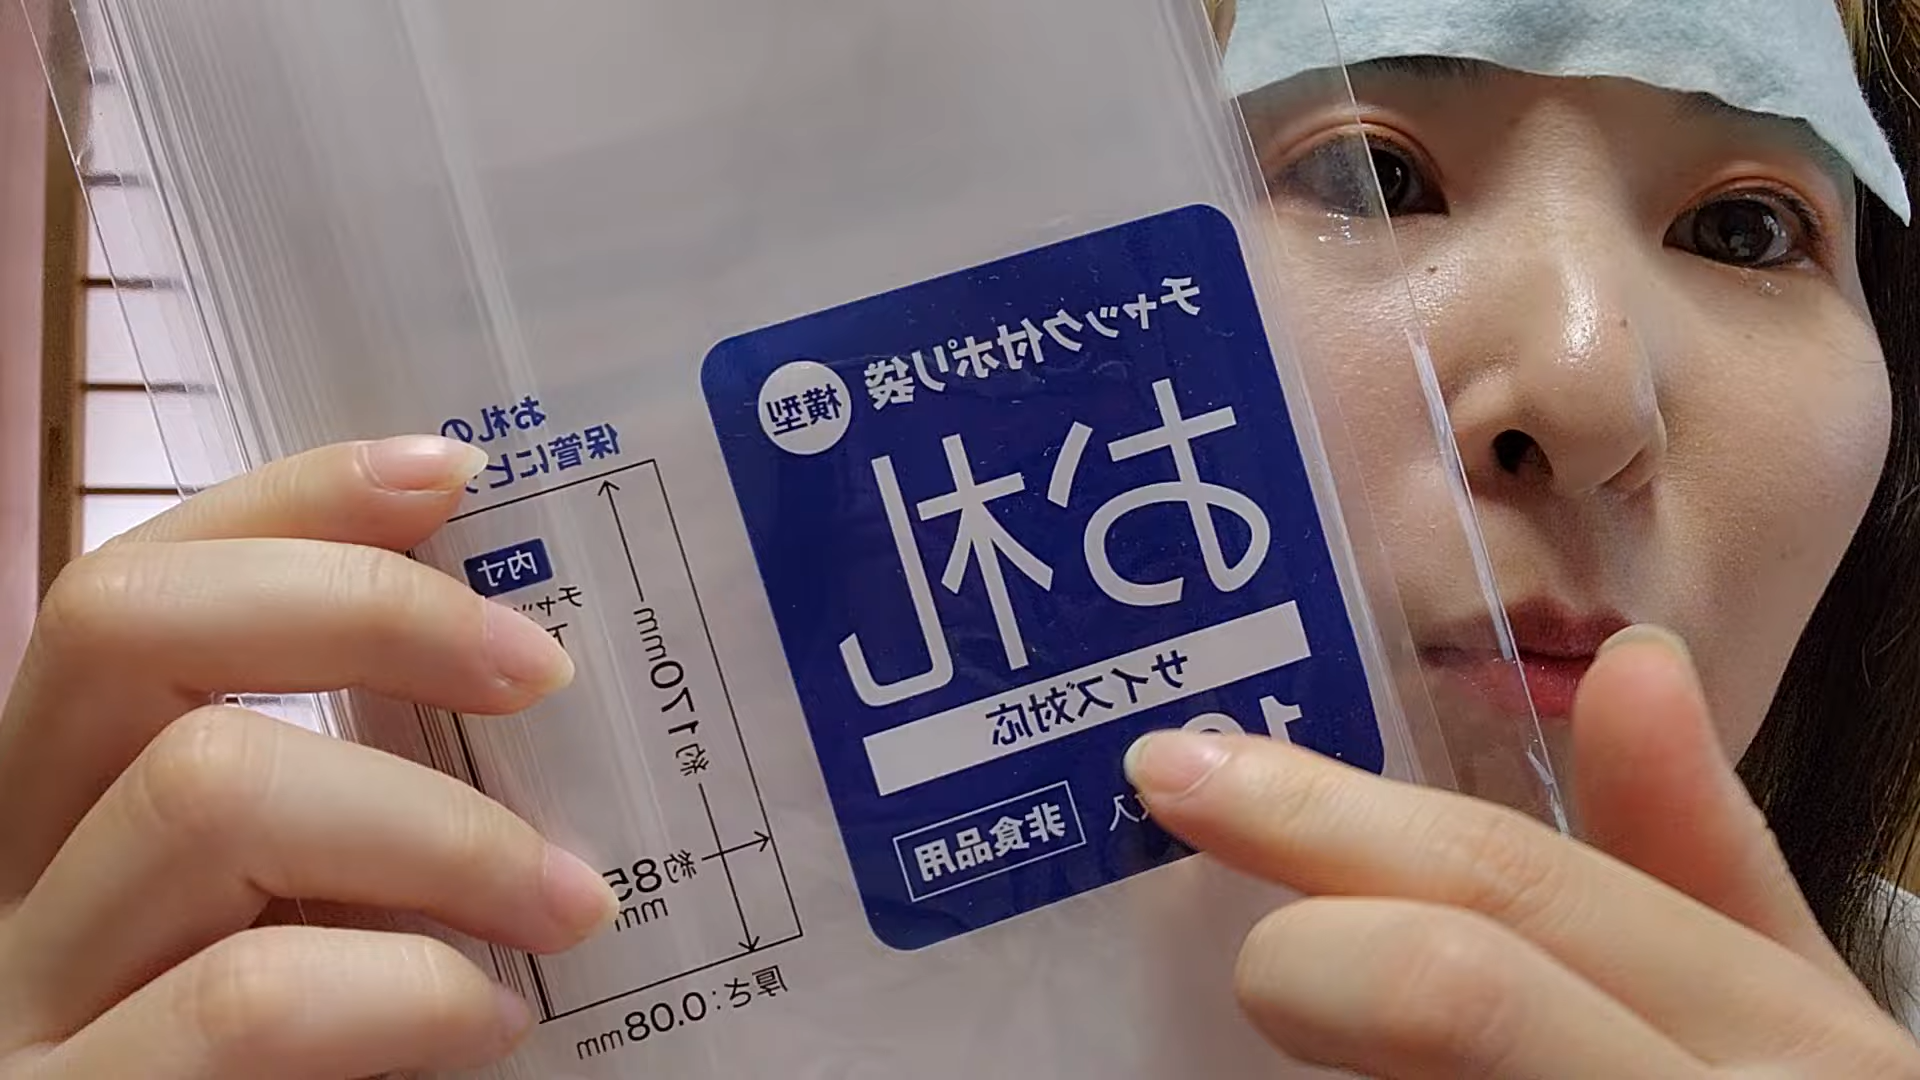 チャック付ポリ袋
横型
お札
サイズ対応
非食品用
お札の
保管に
内寸
約170mm
約85
mm
厚み:0.08mm